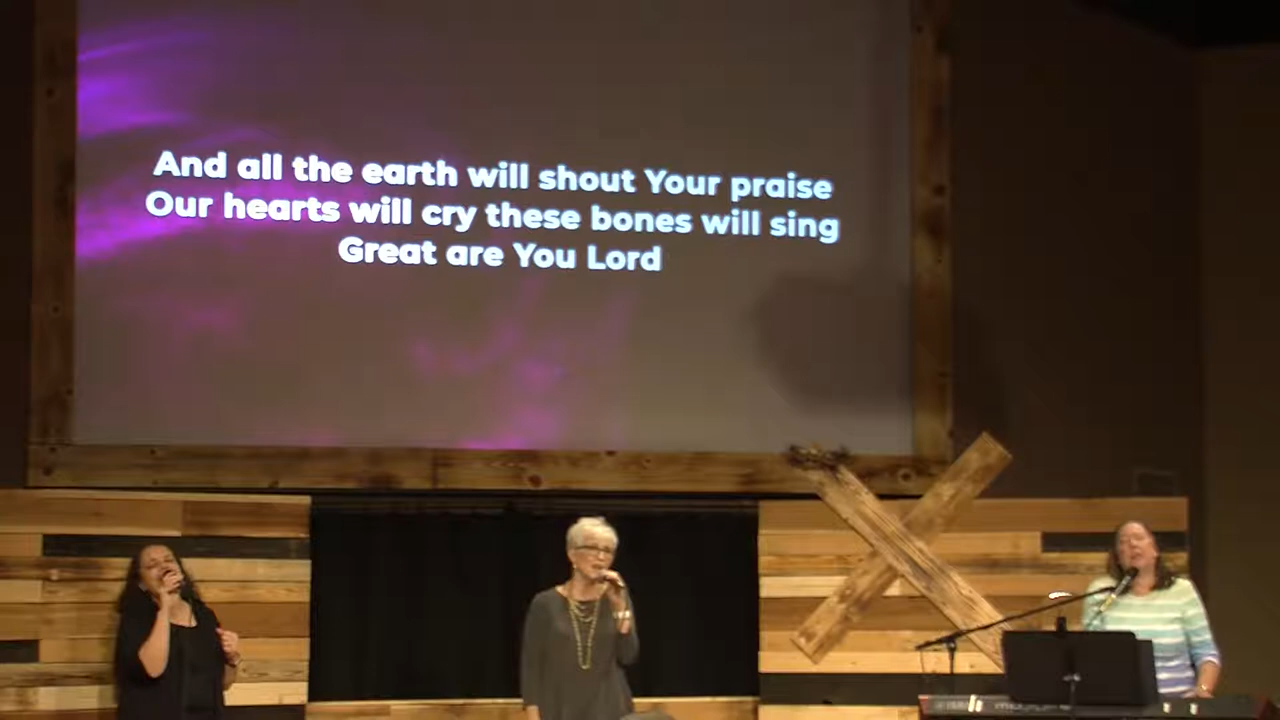 And all the earth will shout Your praise
Our hearts will cry these bones will sing
Great are You Lord